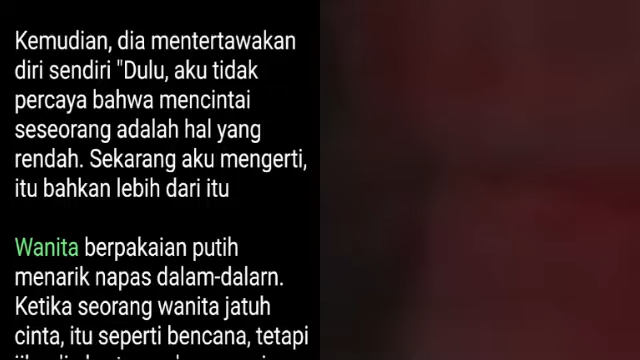 Kemudian, dia mentertawakan
diri sendiri "Dulu, aku tidak
percaya bahwa mencintai
seseorang adalah hal yang
rendah. Sekarang aku mengerti,
itu bahkan lebih dari itu
Wanita berpakaian putih
menarik napas dalam-dalarn.
Ketika seorang wanita jatuh
cinta, itu seperti bencana, tetapi